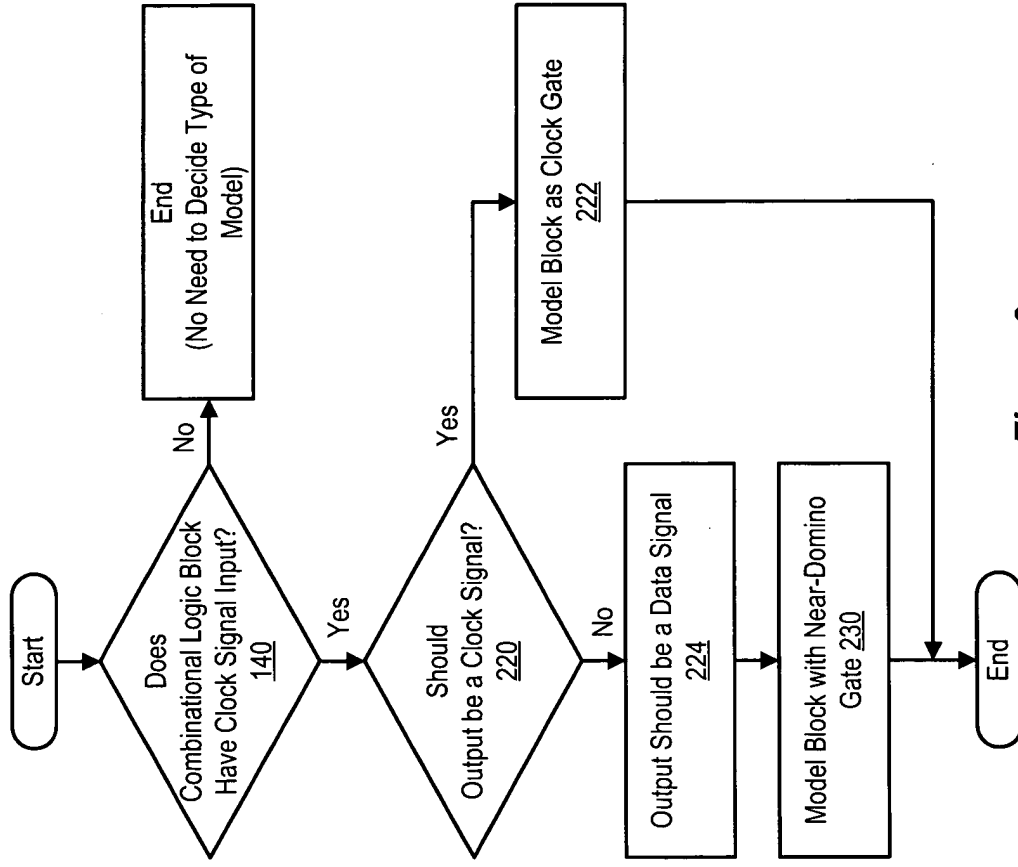 Start
Does
Combinational Logic Block
Have Clock Signal Input?
140
No
End
(No Need to Decide Type of
Model)
Yes
Should
Output be a Clock Signal?
220
Yes
Model Block as Clock Gate
222
No
Output Should be a Data Signal
224
Model Block with Near-Domino
Gate 230
End